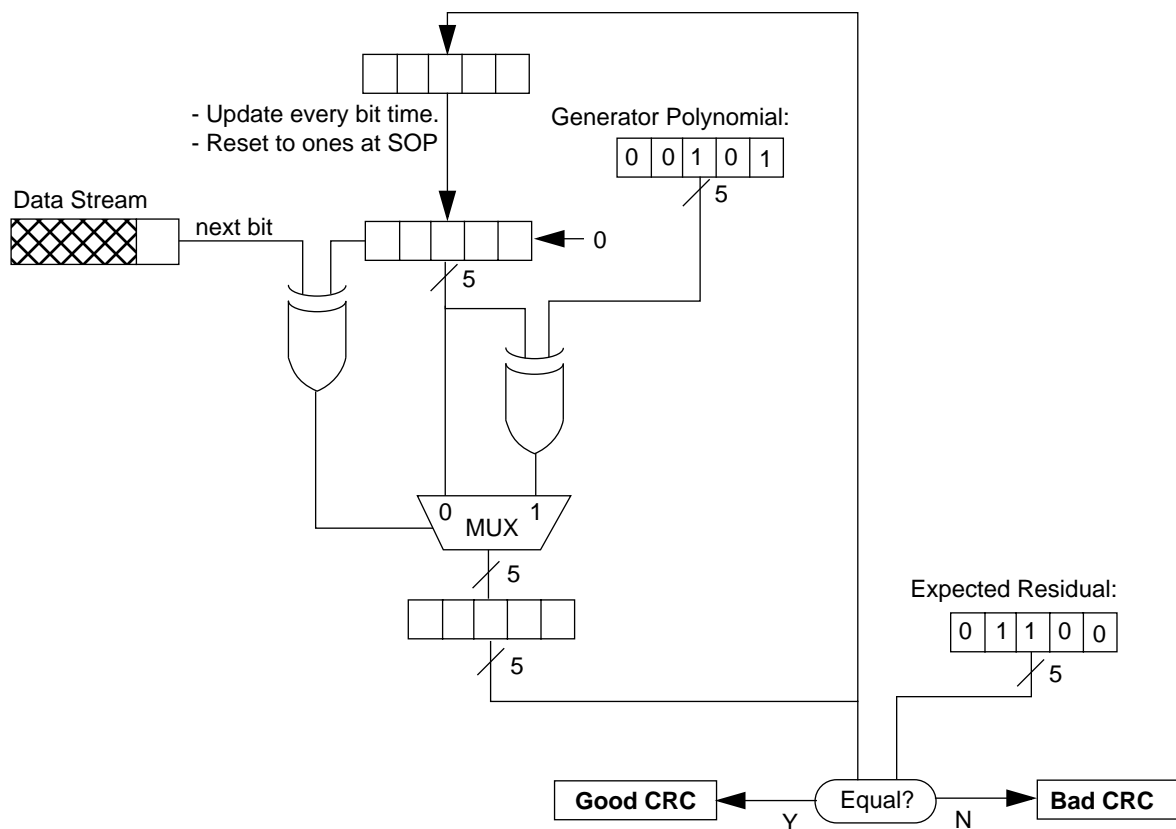 - Update every bit time.
- Reset to ones at SOP
Generator Polynomial:
0 0 1 0 1
5
Data Stream
next bit
0
5
0 1
MUX
5
Expected Residual:
0 1 1 0 0
5
5
Good CRC
Y
Equal?
N
Bad CRC